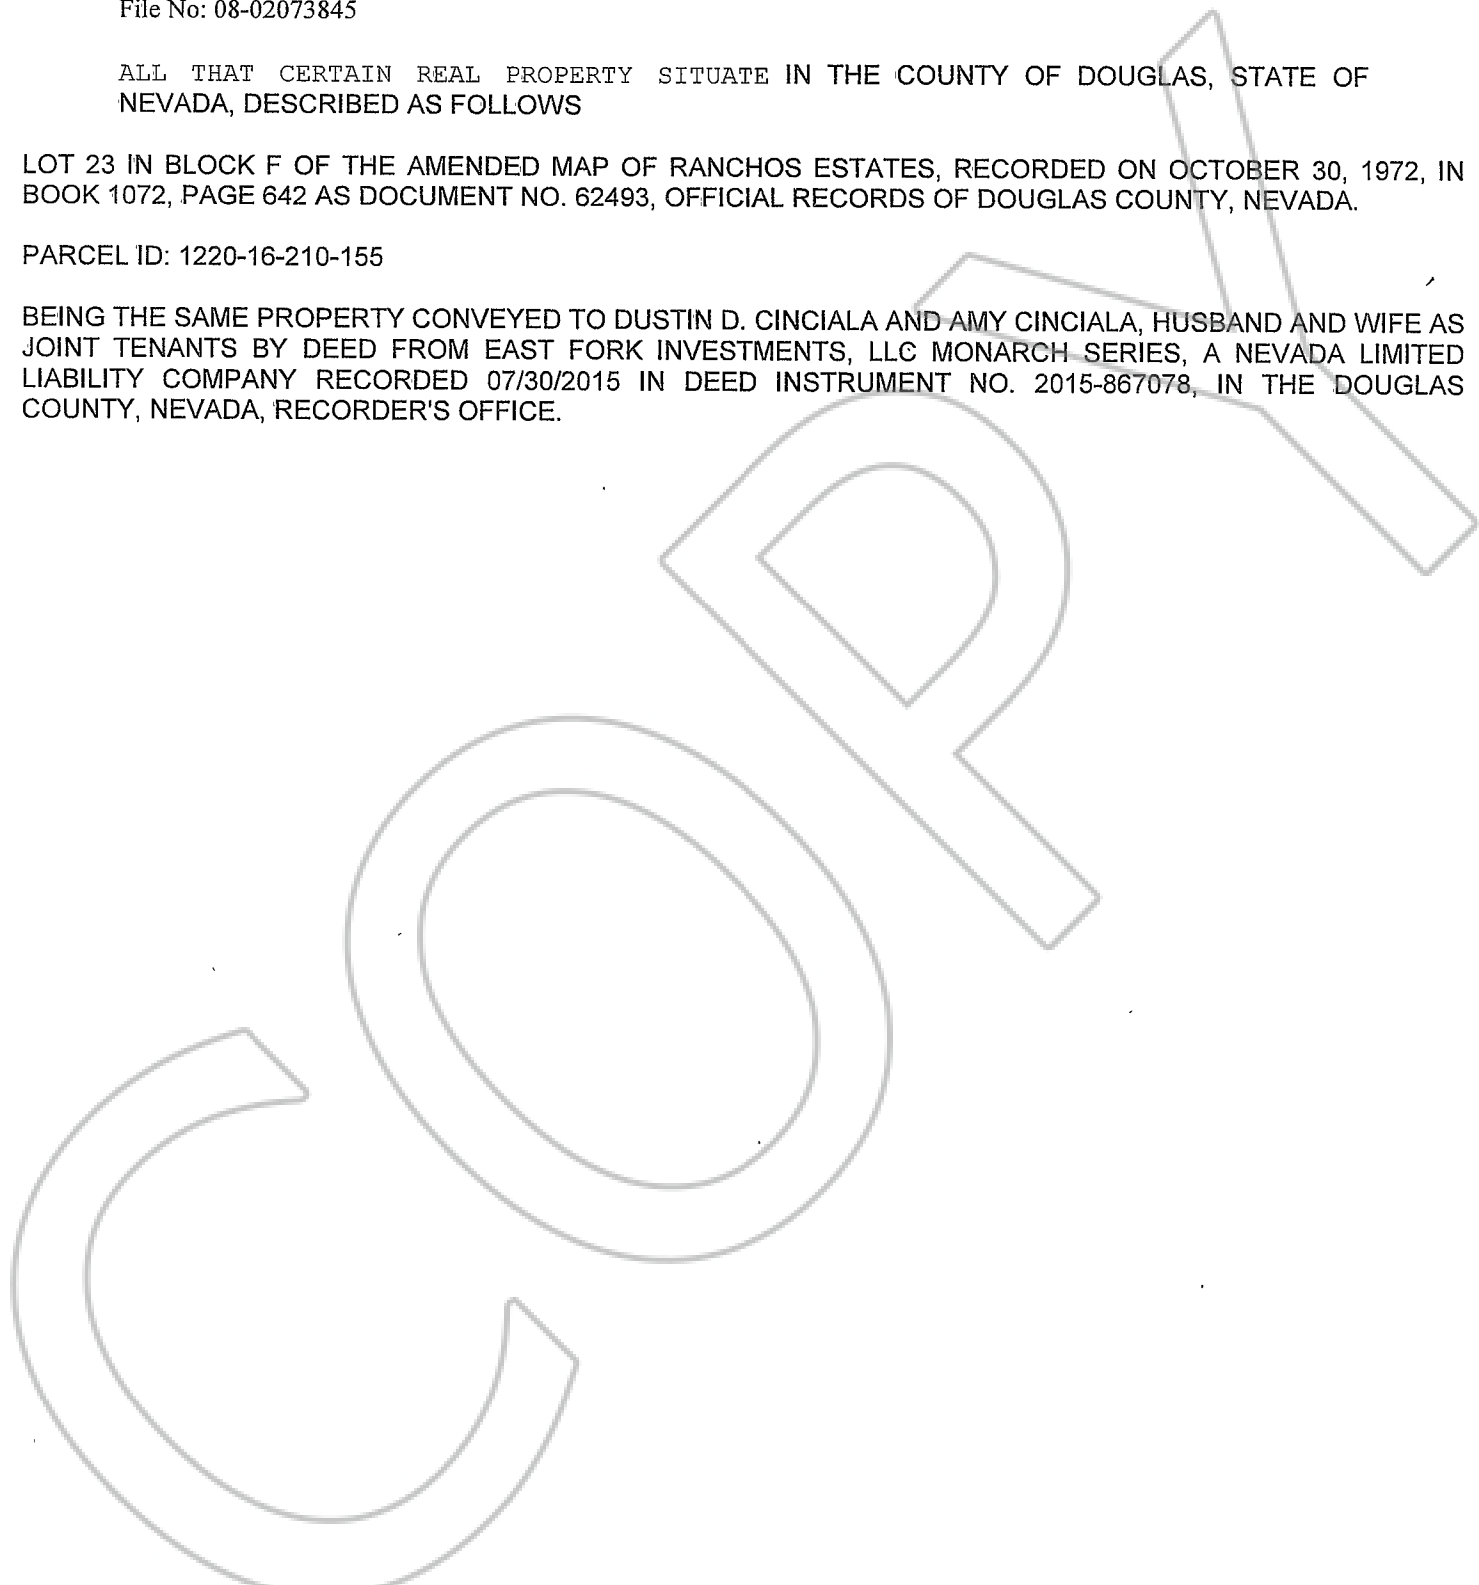 File No: 08-02073845
ALL THAT CERTAIN REAL PROPERTY SITUATE IN THE COUNTY OF DOUGLAS, STATE OF
NEVADA, DESCRIBED AS FOLLOWS
LOT 23 IN BLOCK F OF THE AMENDED MAP OF RANCHOS ESTATES, RECORDED ON OCTOBER 30, 1972, IN
BOOK 1072, PAGE 642 AS DOCUMENT NO. 62493, OFFICIAL RECORDS OF DOUGLAS COUNTY, NEVADA.
PARCEL ID: 1220-16-210-155
BEING THE SAME PROPERTY CONVEYED TO DUSTIN D. CINCIALA AND AMY CINCIALA, HUSBAND AND WIFE AS
JOINT TENANTS BY DEED FROM EAST FORK INVESTMENTS, LLC MONARCH SERIES, A NEVADA LIMITED
LIABILITY COMPANY RECORDED 07/30/2015 IN DEED INSTRUMENT NO. 2015-867078, IN THE DOUGLAS
COUNTY, NEVADA, RECORDER'S OFFICE.
COPY